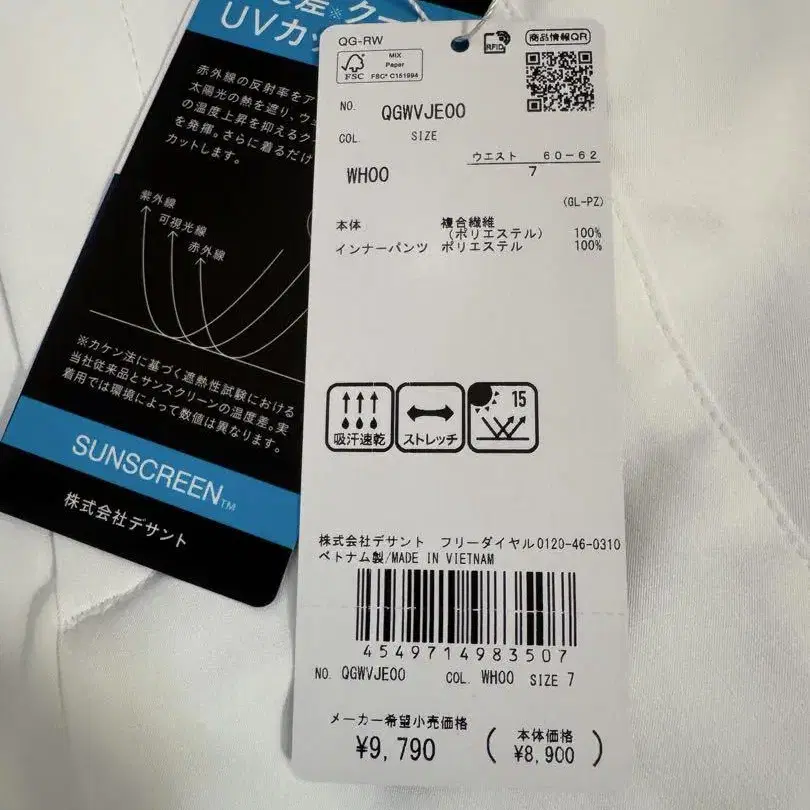 UVカッ
赤外線の反射率をア
太陽光の熱を遮り、ウ
の温度上昇を抑えるク
を発揮。さらに着るだけ
カットします。
紫外線
可視光線
赤外線
※カケン法に基づく遮熱性試験における
当社従来品とサンスクリーンの温度差。実
着用では環境によって数値は異なります。
SUNSCREEN™
株式会社デサント
QG-RW
FSC
MIX
Paper
FSC® C151994
RFID
商品情報QR
NO. QGWVJE00
COL. SIZE
WH00
ウエスト 60-62
7
(GL-PZ)
本体 複合繊維
(ポリエステル) 100%
インナーパンツ ポリエステル 100%
吸汗速乾
ストレッチ
15
株式会社デサント フリーダイヤル0120-46-0310
ベトナム製/MADE IN VIETNAM
4549714983507
NO. QGWVJE00 COL. WH00 SIZE 7
メーカー希望小売価格
¥9,790
(本体価格
¥8,900)